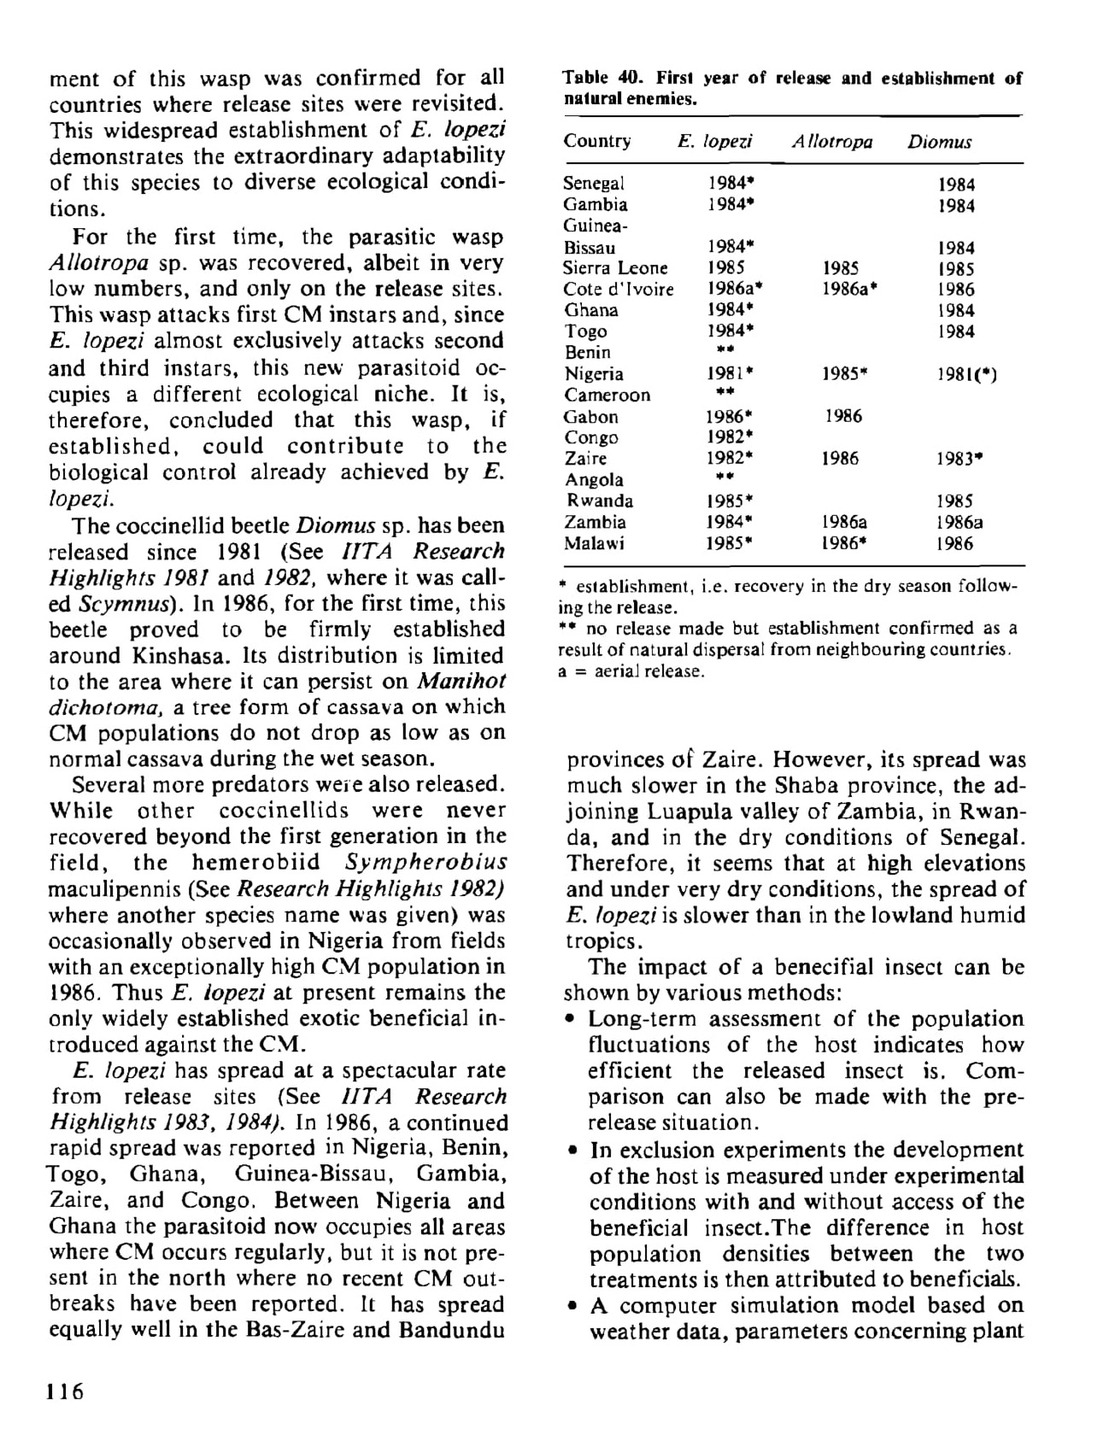 ment of this wasp was confirmed for all
countries where release sites were revisited.
This widespread establishment of E. lopezi
demonstrates the extraordinary adaptability
of this species to diverse ecological condi-
tions.
For the first time, the parasitic wasp
Allotropa sp. was recovered, albeit in very
low numbers, and only on the release sites.
This wasp attacks first CM instars and, since
E. lopezi almost exclusively attacks second
and third instars, this new parasitoid oc-
cupies a different ecological niche. It is,
therefore, concluded that this wasp, if
established, could contribute to the
biological control already achieved by E.
lopezi.
The coccinellid beetle Diomus sp. has been
released since 1981 (See IITA Research
Highlights 1981 and 1982, where it was call-
ed Scymnus). In 1986, for the first time, this
beetle proved to be firmly established
around Kinshasa. Its distribution is limited
to the area where it can persist on Manihot
dichotoma, a tree form of cassava on which
CM populations do not drop as low as on
normal cassava during the wet season.
Several more predators were also released.
While other coccinellids were never
recovered beyond the first generation in the
field, the hemerobiid Sympherobius
maculipennis (See Research Highlights 1982)
where another species name was given) was
occasionally observed in Nigeria from fields
with an exceptionally high CM population in
1986. Thus E. lopezi at present remains the
only widely established exotic beneficial in-
troduced against the CM.
E. lopezi has spread at a spectacular rate
from release sites (See IITA Research
Highlights 1983, 1984). In 1986, a continued
rapid spread was reported in Nigeria, Benin,
Togo, Ghana, Guinea-Bissau, Gambia,
Zaire, and Congo. Between Nigeria and
Ghana the parasitoid now occupies all areas
where CM occurs regularly, but it is not pre-
sent in the north where no recent CM out-
breaks have been reported. It has spread
equally well in the Bas-Zaire and Bandundu
Table 40. First year of release and establishment of
natural enemies.
Country E. lopezi Allotropa Diomus
Senegal 1984* 1984
Gambia 1984* 1984
Guinea-
Bissau 1984* 1984
Sierra Leone 1985 1985 1985
Cote d'Ivoire 1986a* 1986a* 1986
Ghana 1984* 1984
Togo 1984* 1984
Benin **
Nigeria 1981* 1985* 1981(*)
Cameroon **
Gabon 1986* 1986
Congo 1982*
Zaire 1982* 1986 1983*
Angola **
Rwanda 1985* 1985
Zambia 1984* 1986a 1986a
Malawi 1985* 1986* 1986
* establishment, i.e. recovery in the dry season follow-
ing the release.
** no release made but establishment confirmed as a
result of natural dispersal from neighbouring countries.
a = aerial release.
provinces of Zaire. However, its spread was
much slower in the Shaba province, the ad-
joining Luapula valley of Zambia, in Rwan-
da, and in the dry conditions of Senegal.
Therefore, it seems that at high elevations
and under very dry conditions, the spread of
E. lopezi is slower than in the lowland humid
tropics.
The impact of a benecifial insect can be
shown by various methods:
• Long-term assessment of the population
fluctuations of the host indicates how
efficient the released insect is. Com-
parison can also be made with the pre-
release situation.
• In exclusion experiments the development
of the host is measured under experimental
conditions with and without access of the
beneficial insect.The difference in host
population densities between the two
treatments is then attributed to beneficials.
• A computer simulation model based on
weather data, parameters concerning plant
116